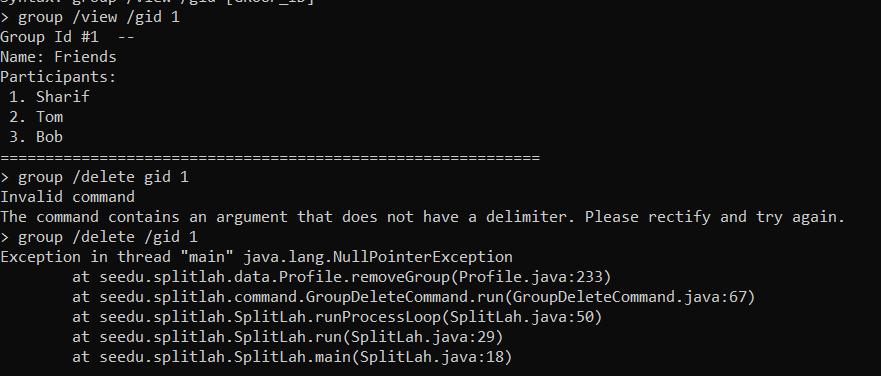 > group /view /gid 1
Group Id #1  --
Name: Friends
Participants:
 1. Sharif
 2. Tom
 3. Bob
============================================================
> group /delete gid 1
Invalid command
The command contains an argument that does not have a delimiter. Please rectify and try again.
> group /delete /gid 1
Exception in thread "main" java.lang.NullPointerException
        at seedu.splitlah.data.Profile.removeGroup(Profile.java:233)
        at seedu.splitlah.command.GroupDeleteCommand.run(GroupDeleteCommand.java:67)
        at seedu.splitlah.SplitLah.runProcessLoop(SplitLah.java:50)
        at seedu.splitlah.SplitLah.run(SplitLah.java:29)
        at seedu.splitlah.SplitLah.main(SplitLah.java:18)